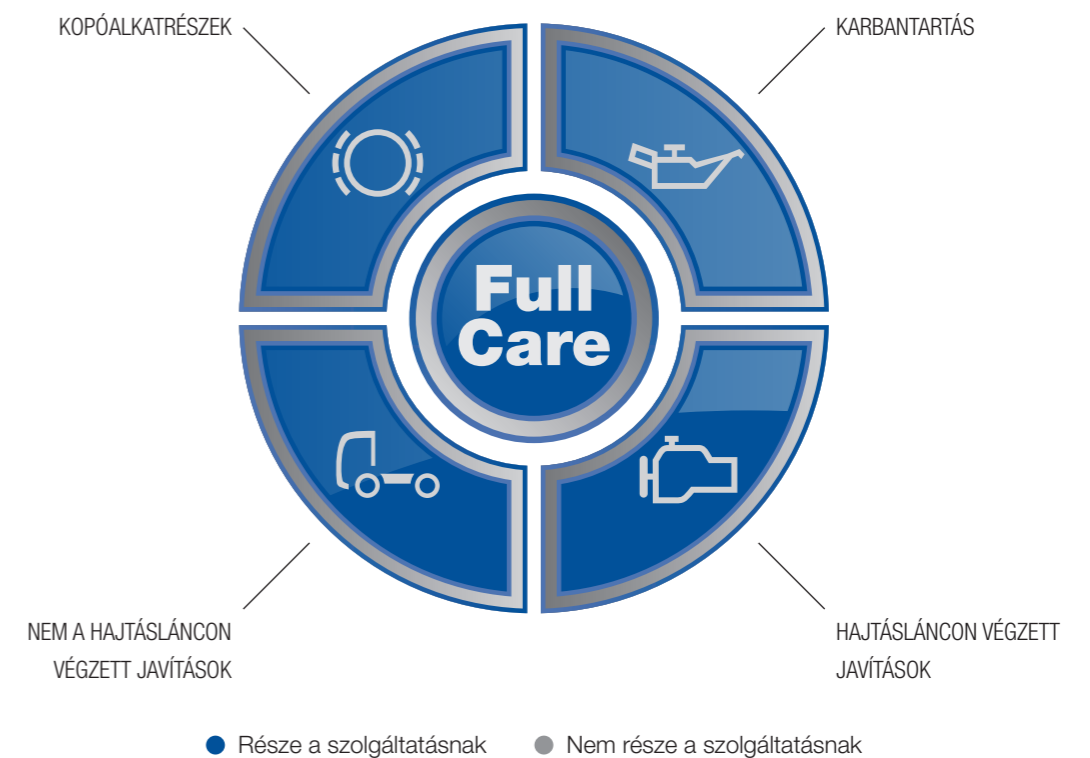 KOPÓALKATRÉSZEK
KARBANTARTÁS
Full
Care
NEM A HAJTÁSLÁNCON
VÉGZETT JAVÍTÁSOK
HAJTÁSLÁNCON VÉGZETT
JAVÍTÁSOK
Része a szolgáltatásnak
Nem része a szolgáltatásnak